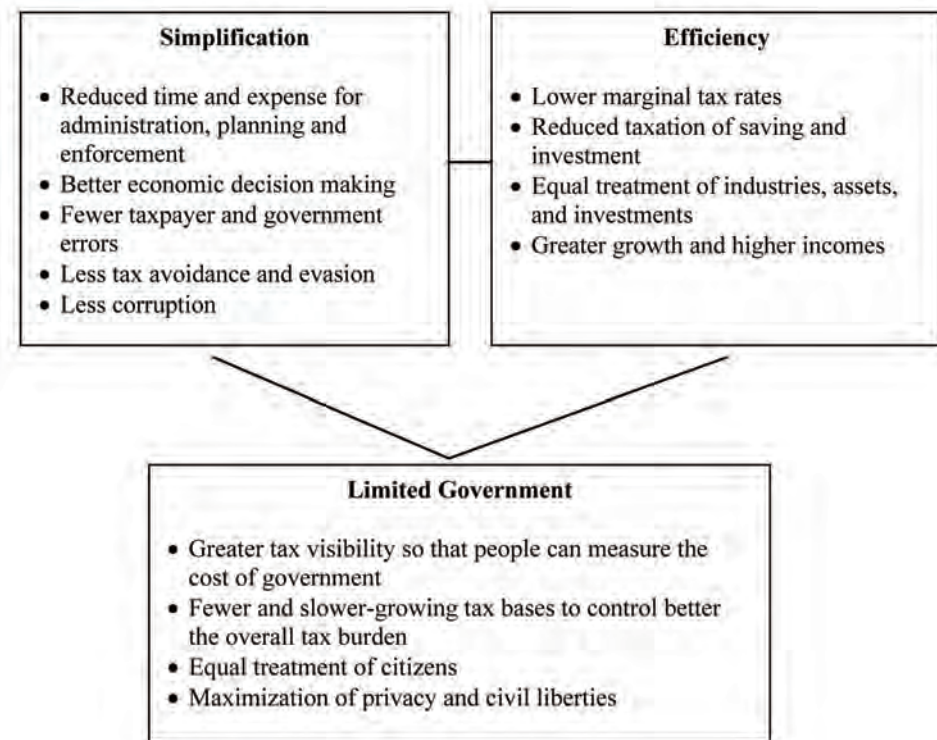 Simplification
• Reduced time and expense for
administration, planning and
enforcement
• Better economic decision making
• Fewer taxpayer and government
errors
• Less tax avoidance and evasion
• Less corruption
Efficiency
• Lower marginal tax rates
• Reduced taxation of saving and
investment
• Equal treatment of industries, assets,
and investments
• Greater growth and higher incomes
Limited Government
• Greater tax visibility so that people can measure the
cost of government
• Fewer and slower-growing tax bases to control better
the overall tax burden
• Equal treatment of citizens
• Maximization of privacy and civil liberties